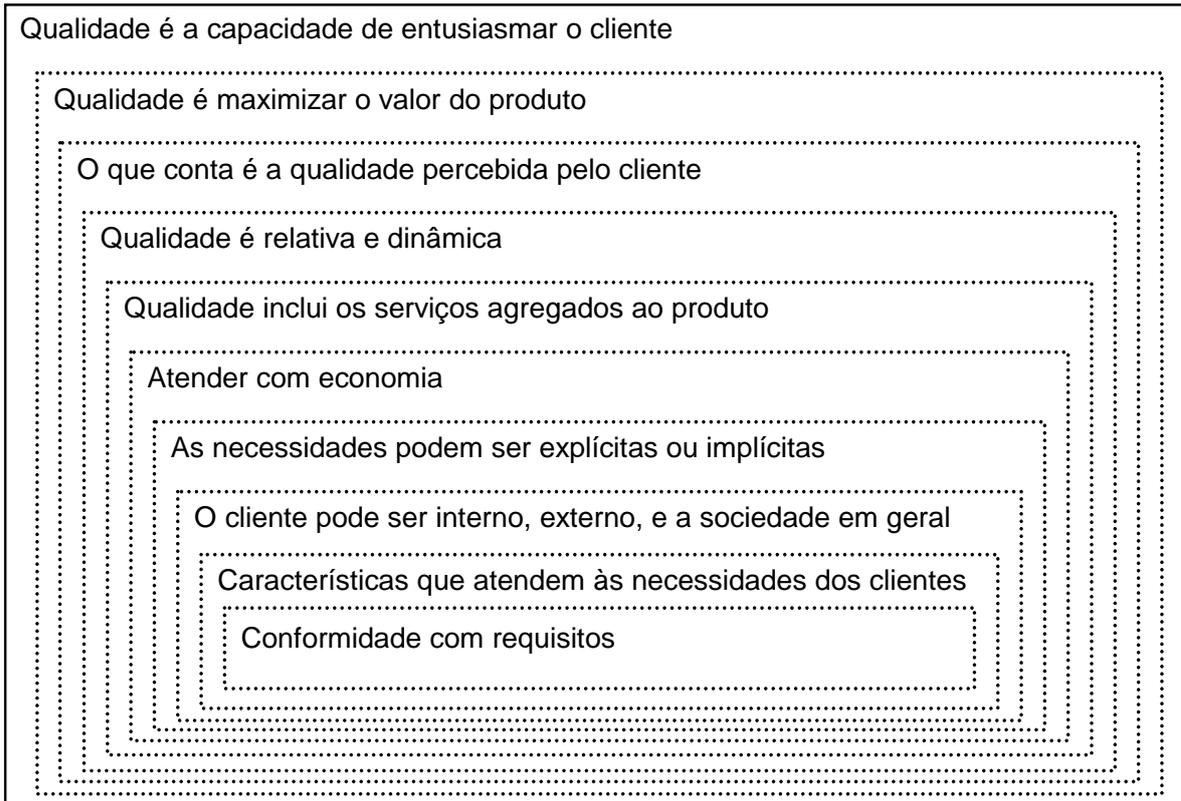 Qualidade é a capacidade de entusiasmar o cliente
Qualidade é maximizar o valor do produto
O que conta é a qualidade percebida pelo cliente
Qualidade é relativa e dinâmica
Qualidade inclui os serviços agregados ao produto
Atender com economia
As necessidades podem ser explícitas ou implícitas
O cliente pode ser interno, externo, e a sociedade em geral
Características que atendem às necessidades dos clientes
Conformidade com requisitos